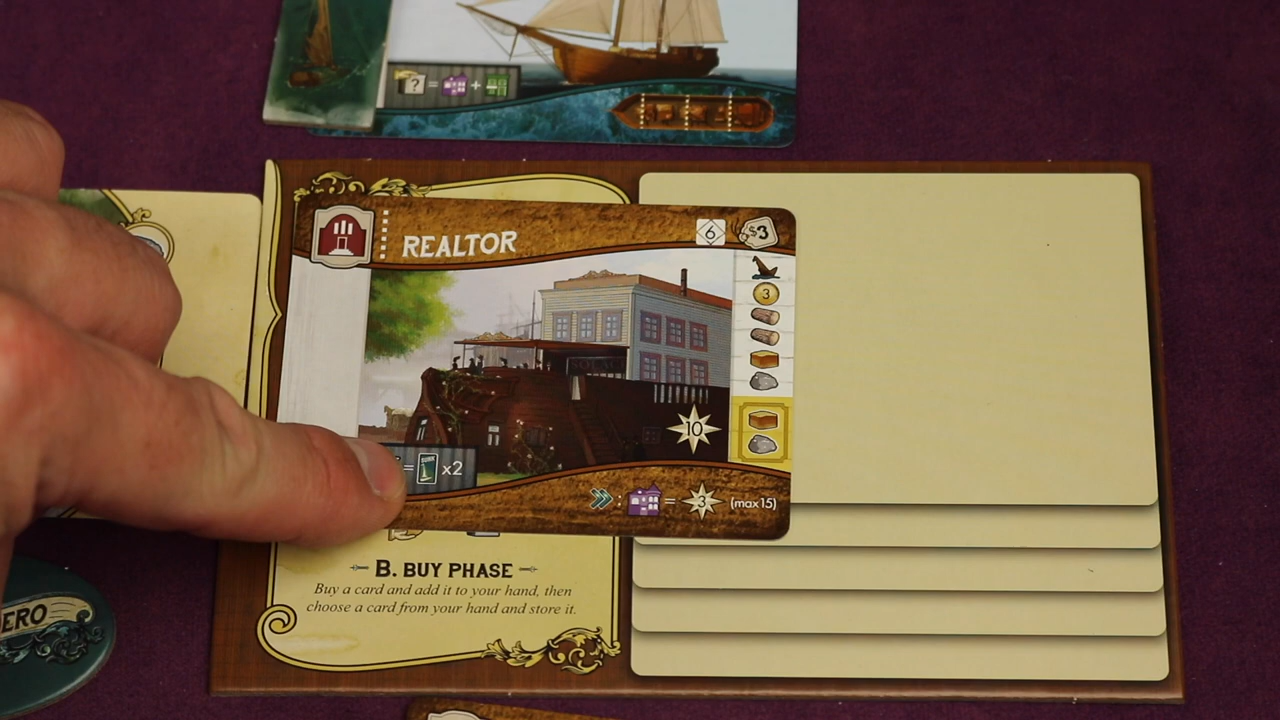 ?
=
+
REALTOR
6
$3
3
10
= SUNK x2
: = 3 (max15)
B. BUY PHASE
Buy a card and add it to your hand, then
choose a card from your hand and store it.
ERO